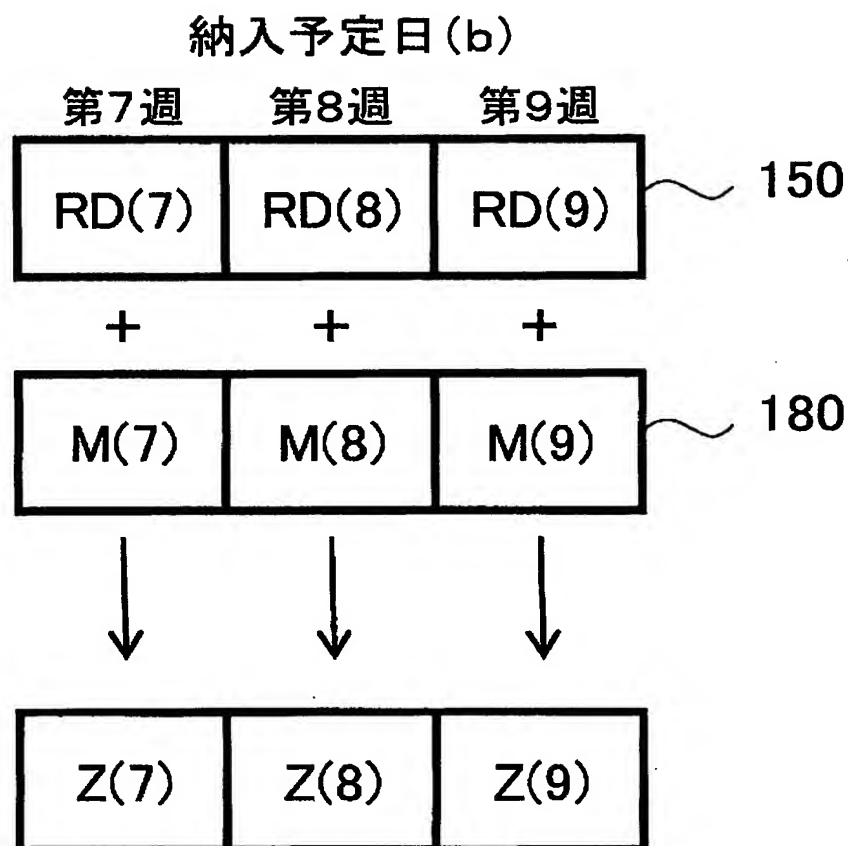 納入予定日(b)
第7週 第8週 第9週
RD(7) RD(8) RD(9) 150
+ + +
M(7) M(8) M(9) 180
Z(7) Z(8) Z(9)